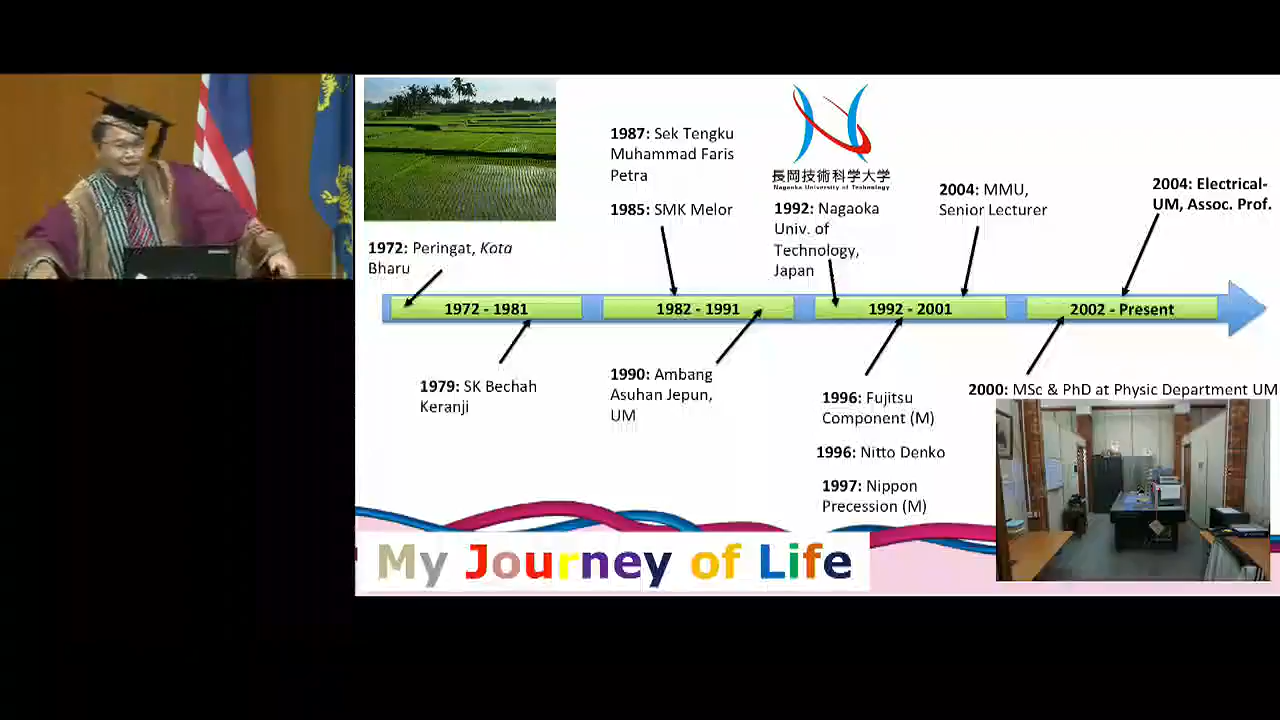 1987: Sek Tengku
Muhammad Faris
Petra
1985: SMK Melor
長岡技術科学大学
Nagaoka University of Technology
1992: Nagaoka
Univ. of
Technology,
Japan
2004: MMU,
Senior Lecturer
2004: Electrical-
UM, Assoc. Prof.
1972: Peringat, Kota
Bharu
1972 - 1981
1982 - 1991
1992 - 2001
2002 - Present
1979: SK Bechah
Keranji
1990: Ambang
Asuhan Jepun,
UM
1996: Fujitsu
Component (M)
1996: Nitto Denko
1997: Nippon
Precession (M)
2000: MSc & PhD at Physic Department UM
My Journey of Life